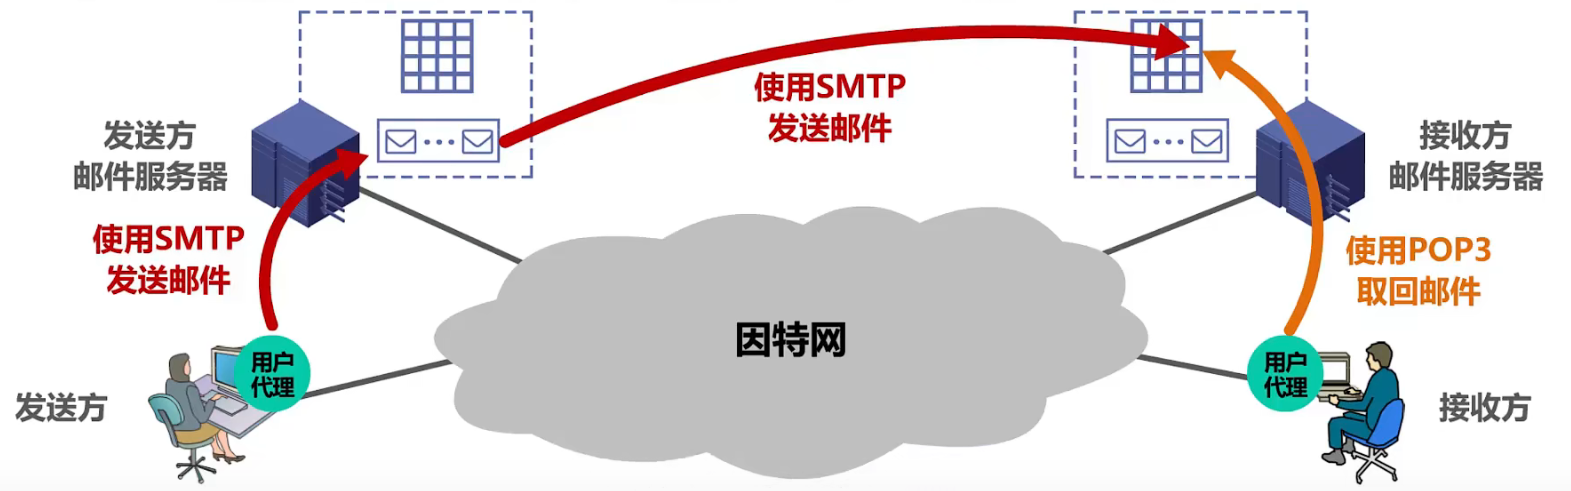 使用SMTP
发送邮件
发送方
邮件服务器
接收方
邮件服务器
使用SMTP
发送邮件
使用POP3
取回邮件
因特网
用户
代理
用户
代理
发送方
接收方